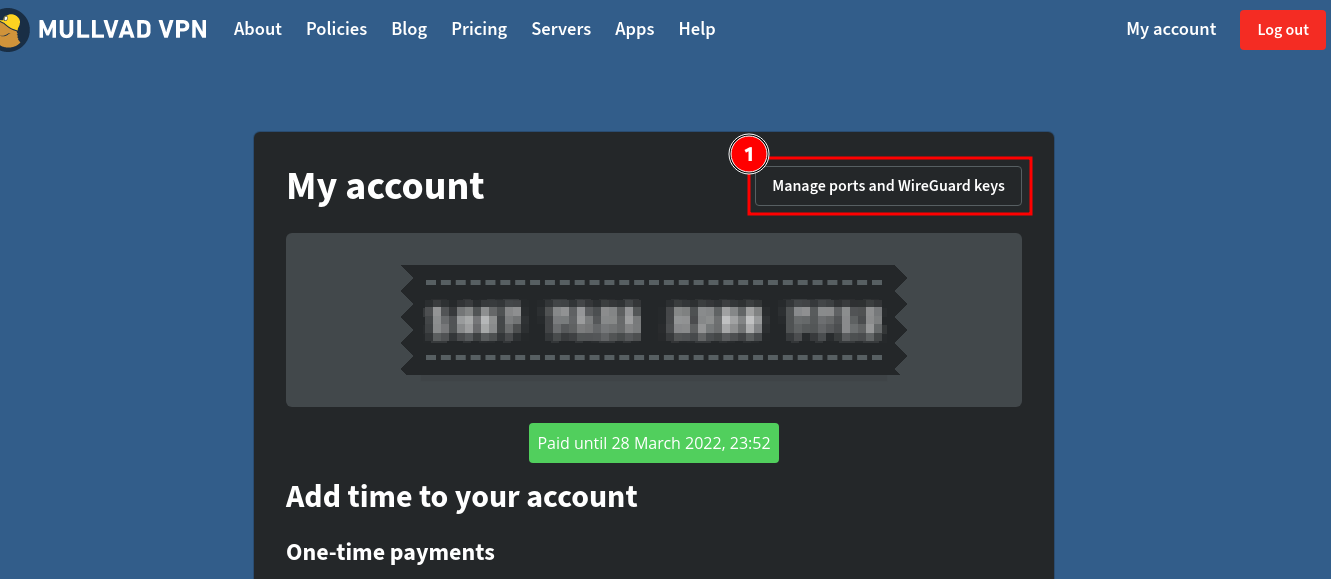 MULLVAD VPN About Policies Blog Pricing Servers Apps Help My account Log out
1
My account Manage ports and WireGuard keys
Paid until 28 March 2022, 23:52
Add time to your account
One-time payments